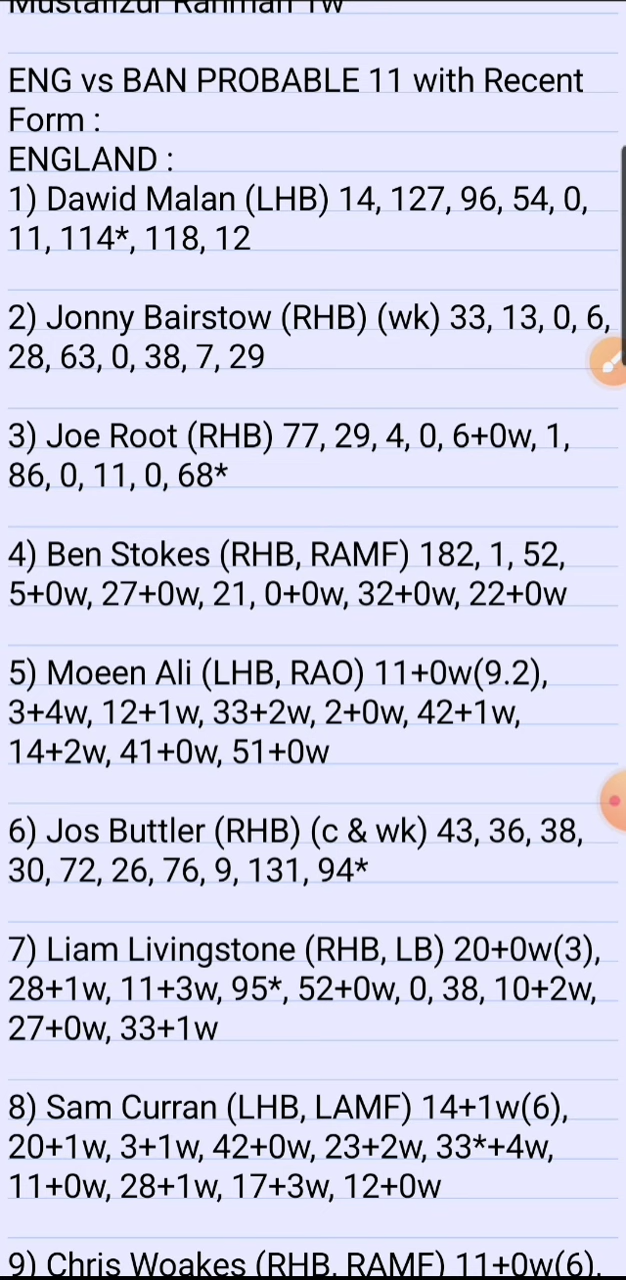 Mustafizur Rahman 1w
ENG vs BAN PROBABLE 11 with Recent
Form :
ENGLAND :
1) Dawid Malan (LHB) 14, 127, 96, 54, 0,
11, 114*, 118, 12
2) Jonny Bairstow (RHB) (wk) 33, 13, 0, 6,
28, 63, 0, 38, 7, 29
3) Joe Root (RHB) 77, 29, 4, 0, 6+0w, 1,
86, 0, 11, 0, 68*
4) Ben Stokes (RHB, RAMF) 182, 1, 52,
5+0w, 27+0w, 21, 0+0w, 32+0w, 22+0w
5) Moeen Ali (LHB, RAO) 11+0w(9.2),
3+4w, 12+1w, 33+2w, 2+0w, 42+1w,
14+2w, 41+0w, 51+0w
6) Jos Buttler (RHB) (c & wk) 43, 36, 38,
30, 72, 26, 76, 9, 131, 94*
7) Liam Livingstone (RHB, LB) 20+0w(3),
28+1w, 11+3w, 95*, 52+0w, 0, 38, 10+2w,
27+0w, 33+1w
8) Sam Curran (LHB, LAMF) 14+1w(6),
20+1w, 3+1w, 42+0w, 23+2w, 33*+4w,
11+0w, 28+1w, 17+3w, 12+0w
9) Chris Woakes (RHB, RAMF) 11+0w(6),